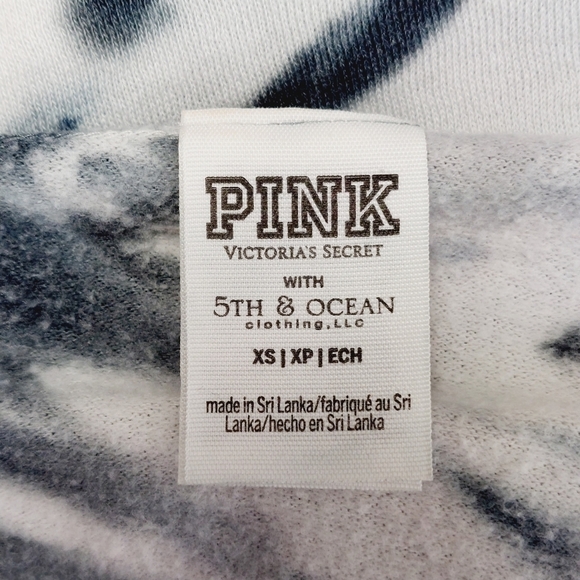 PINK
VICTORIA'S SECRET
WITH
5TH & OCEAN
clothing,LLC
XS | XP | ECH
made in Sri Lanka/fabriqué au Sri
Lanka/hecho en Sri Lanka